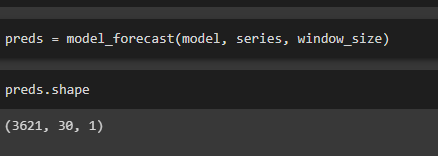 preds = model_forecast(model, series, window_size)
preds.shape
(3621, 30, 1)